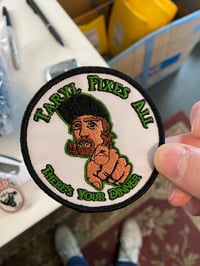 TARYL FIXES ALL
THERE'S YOUR DINNER